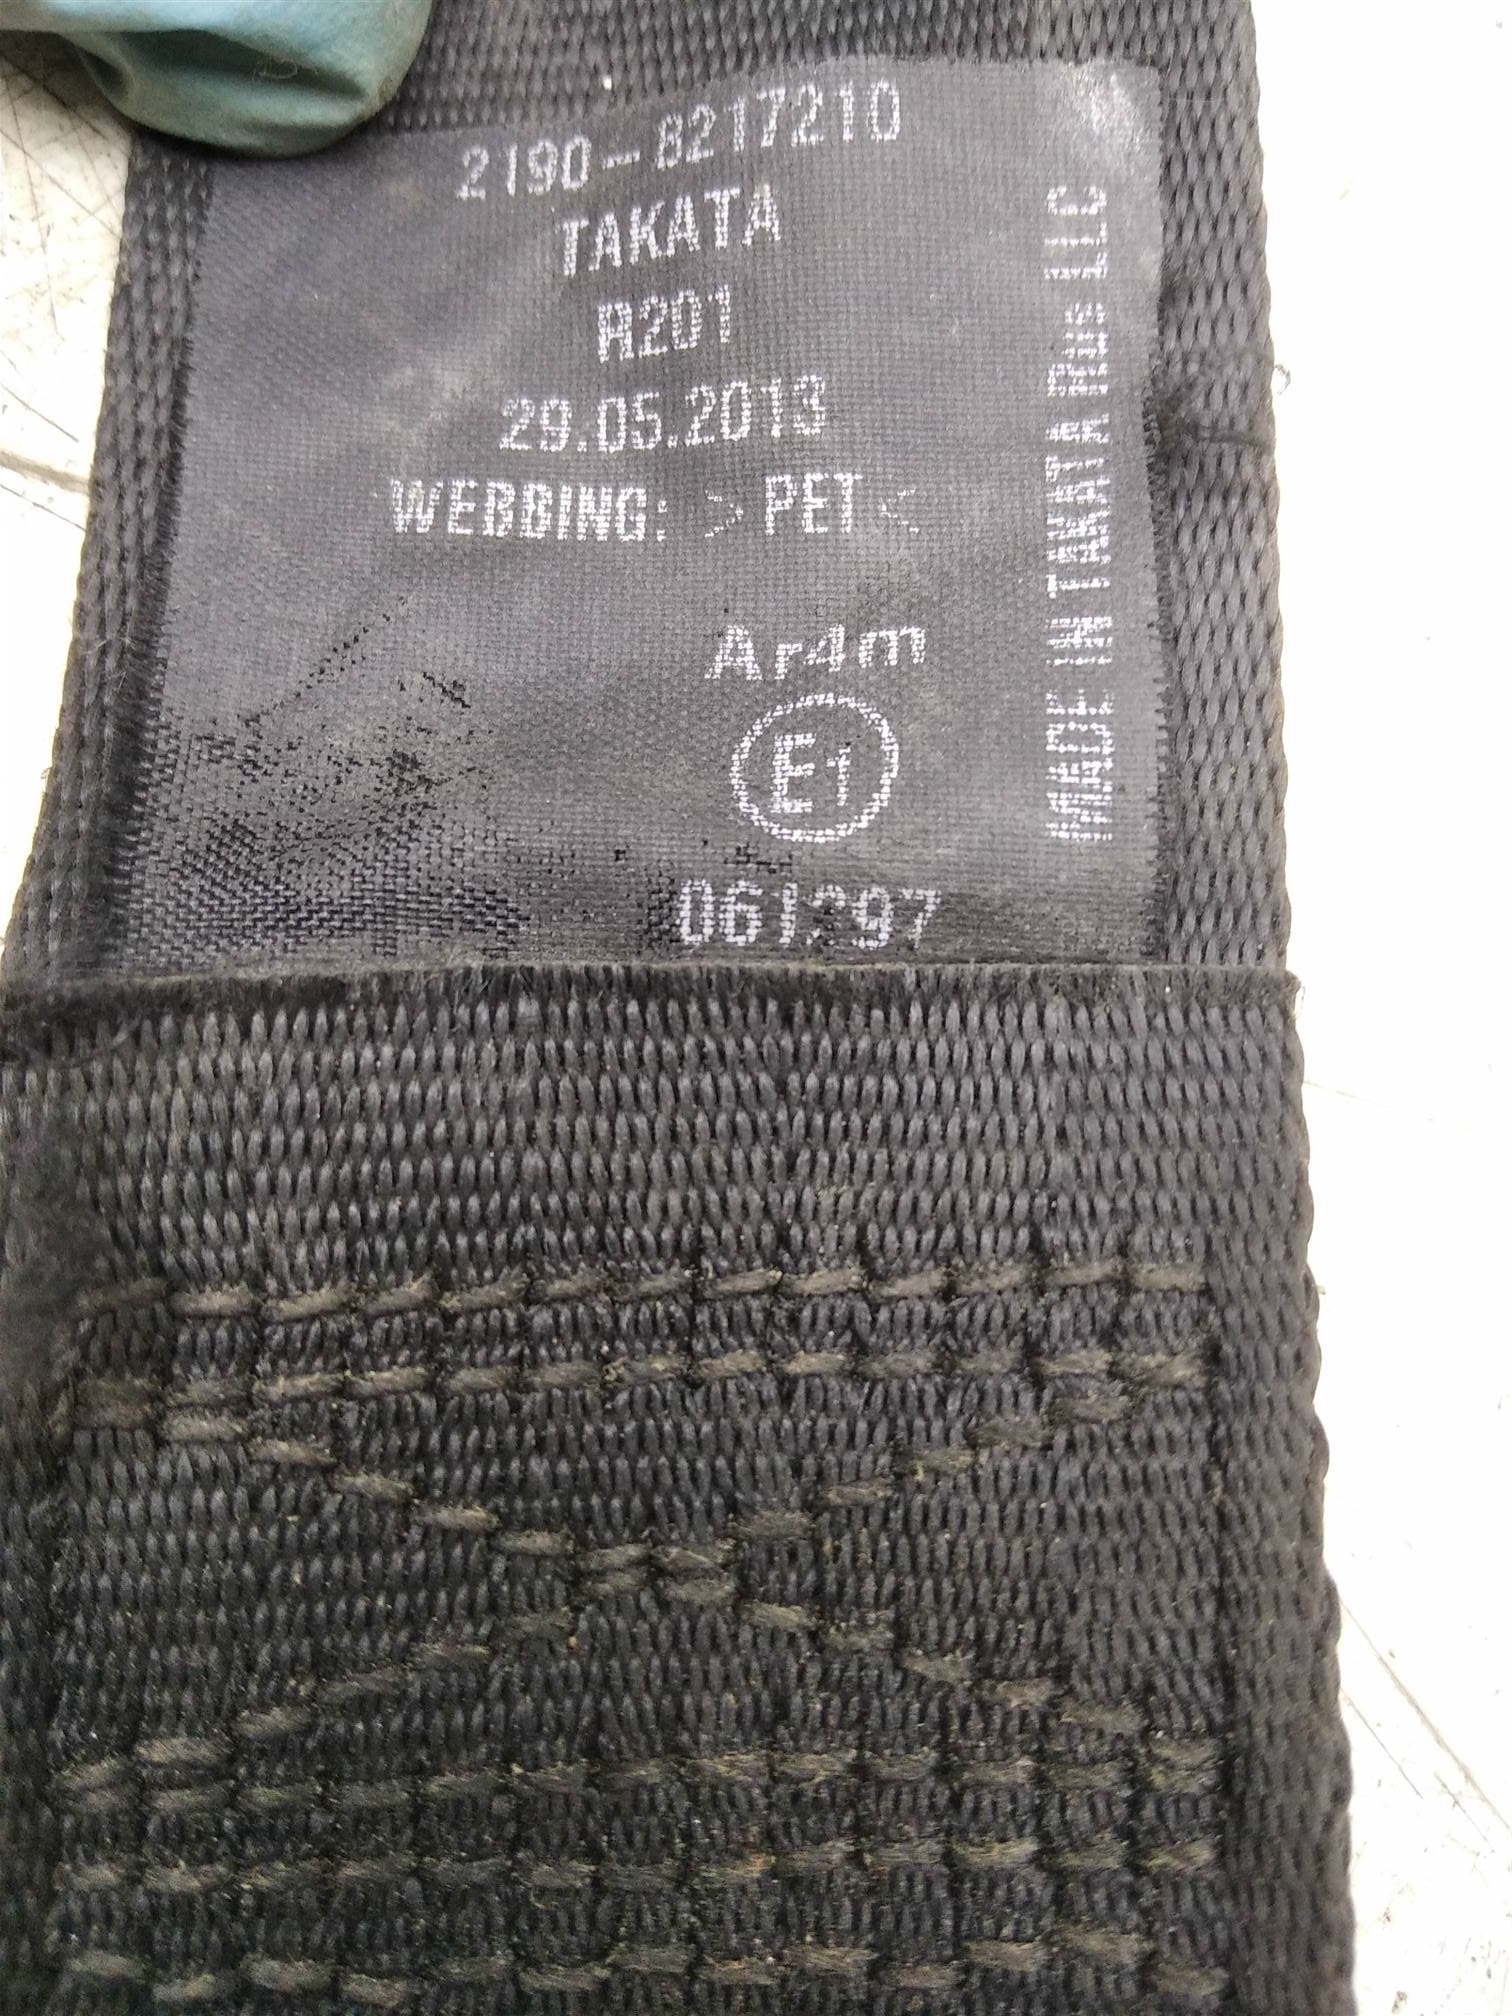 2190-8217210
TAKATA
R201
29.05.2013
WEBBING: >PET<
Ar4m
E1
061297
MADE IN TAKATA Rus LLC